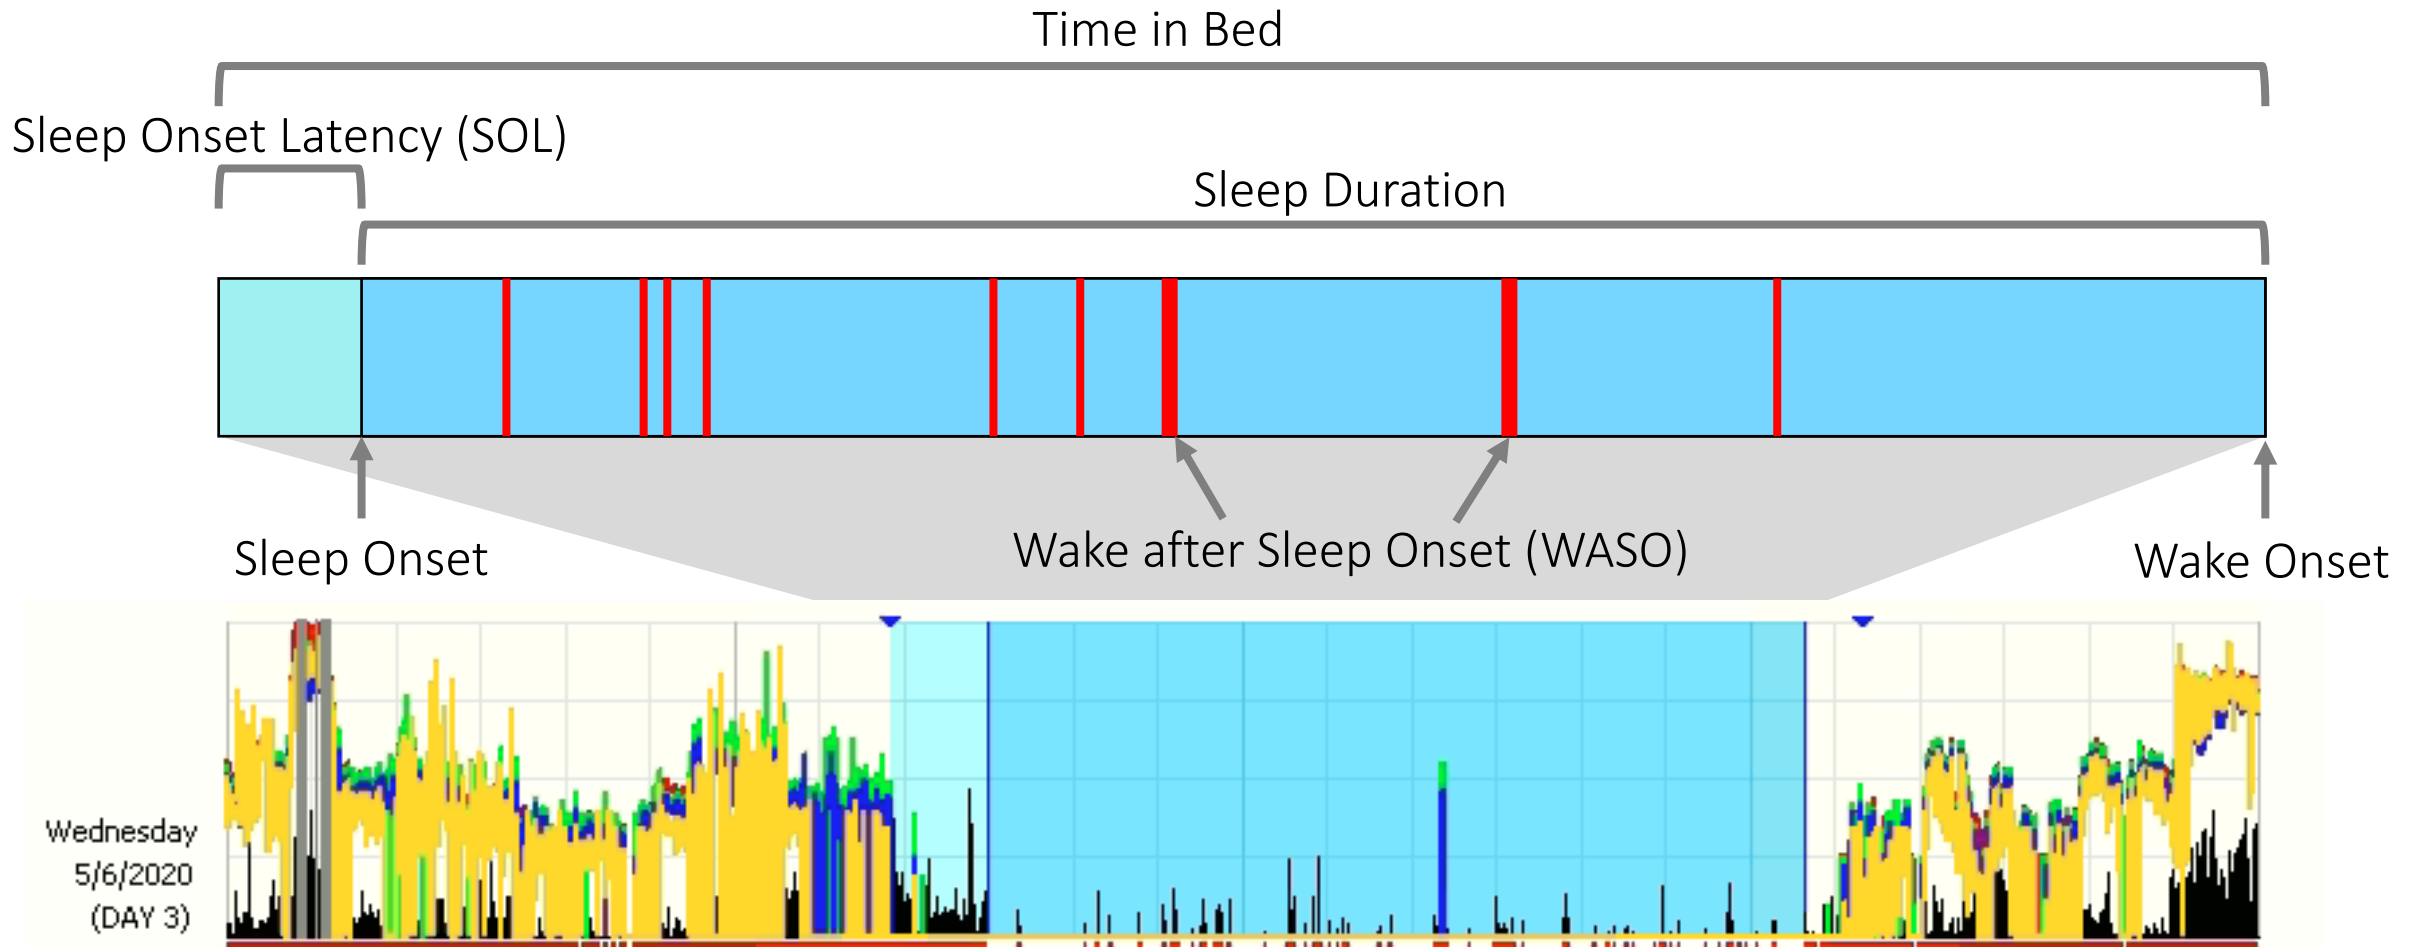 Time in Bed
Sleep Onset Latency (SOL)
Sleep Duration
Sleep Onset
Wake after Sleep Onset (WASO)
Wake Onset
Wednesday
5/6/2020
(DAY 3)